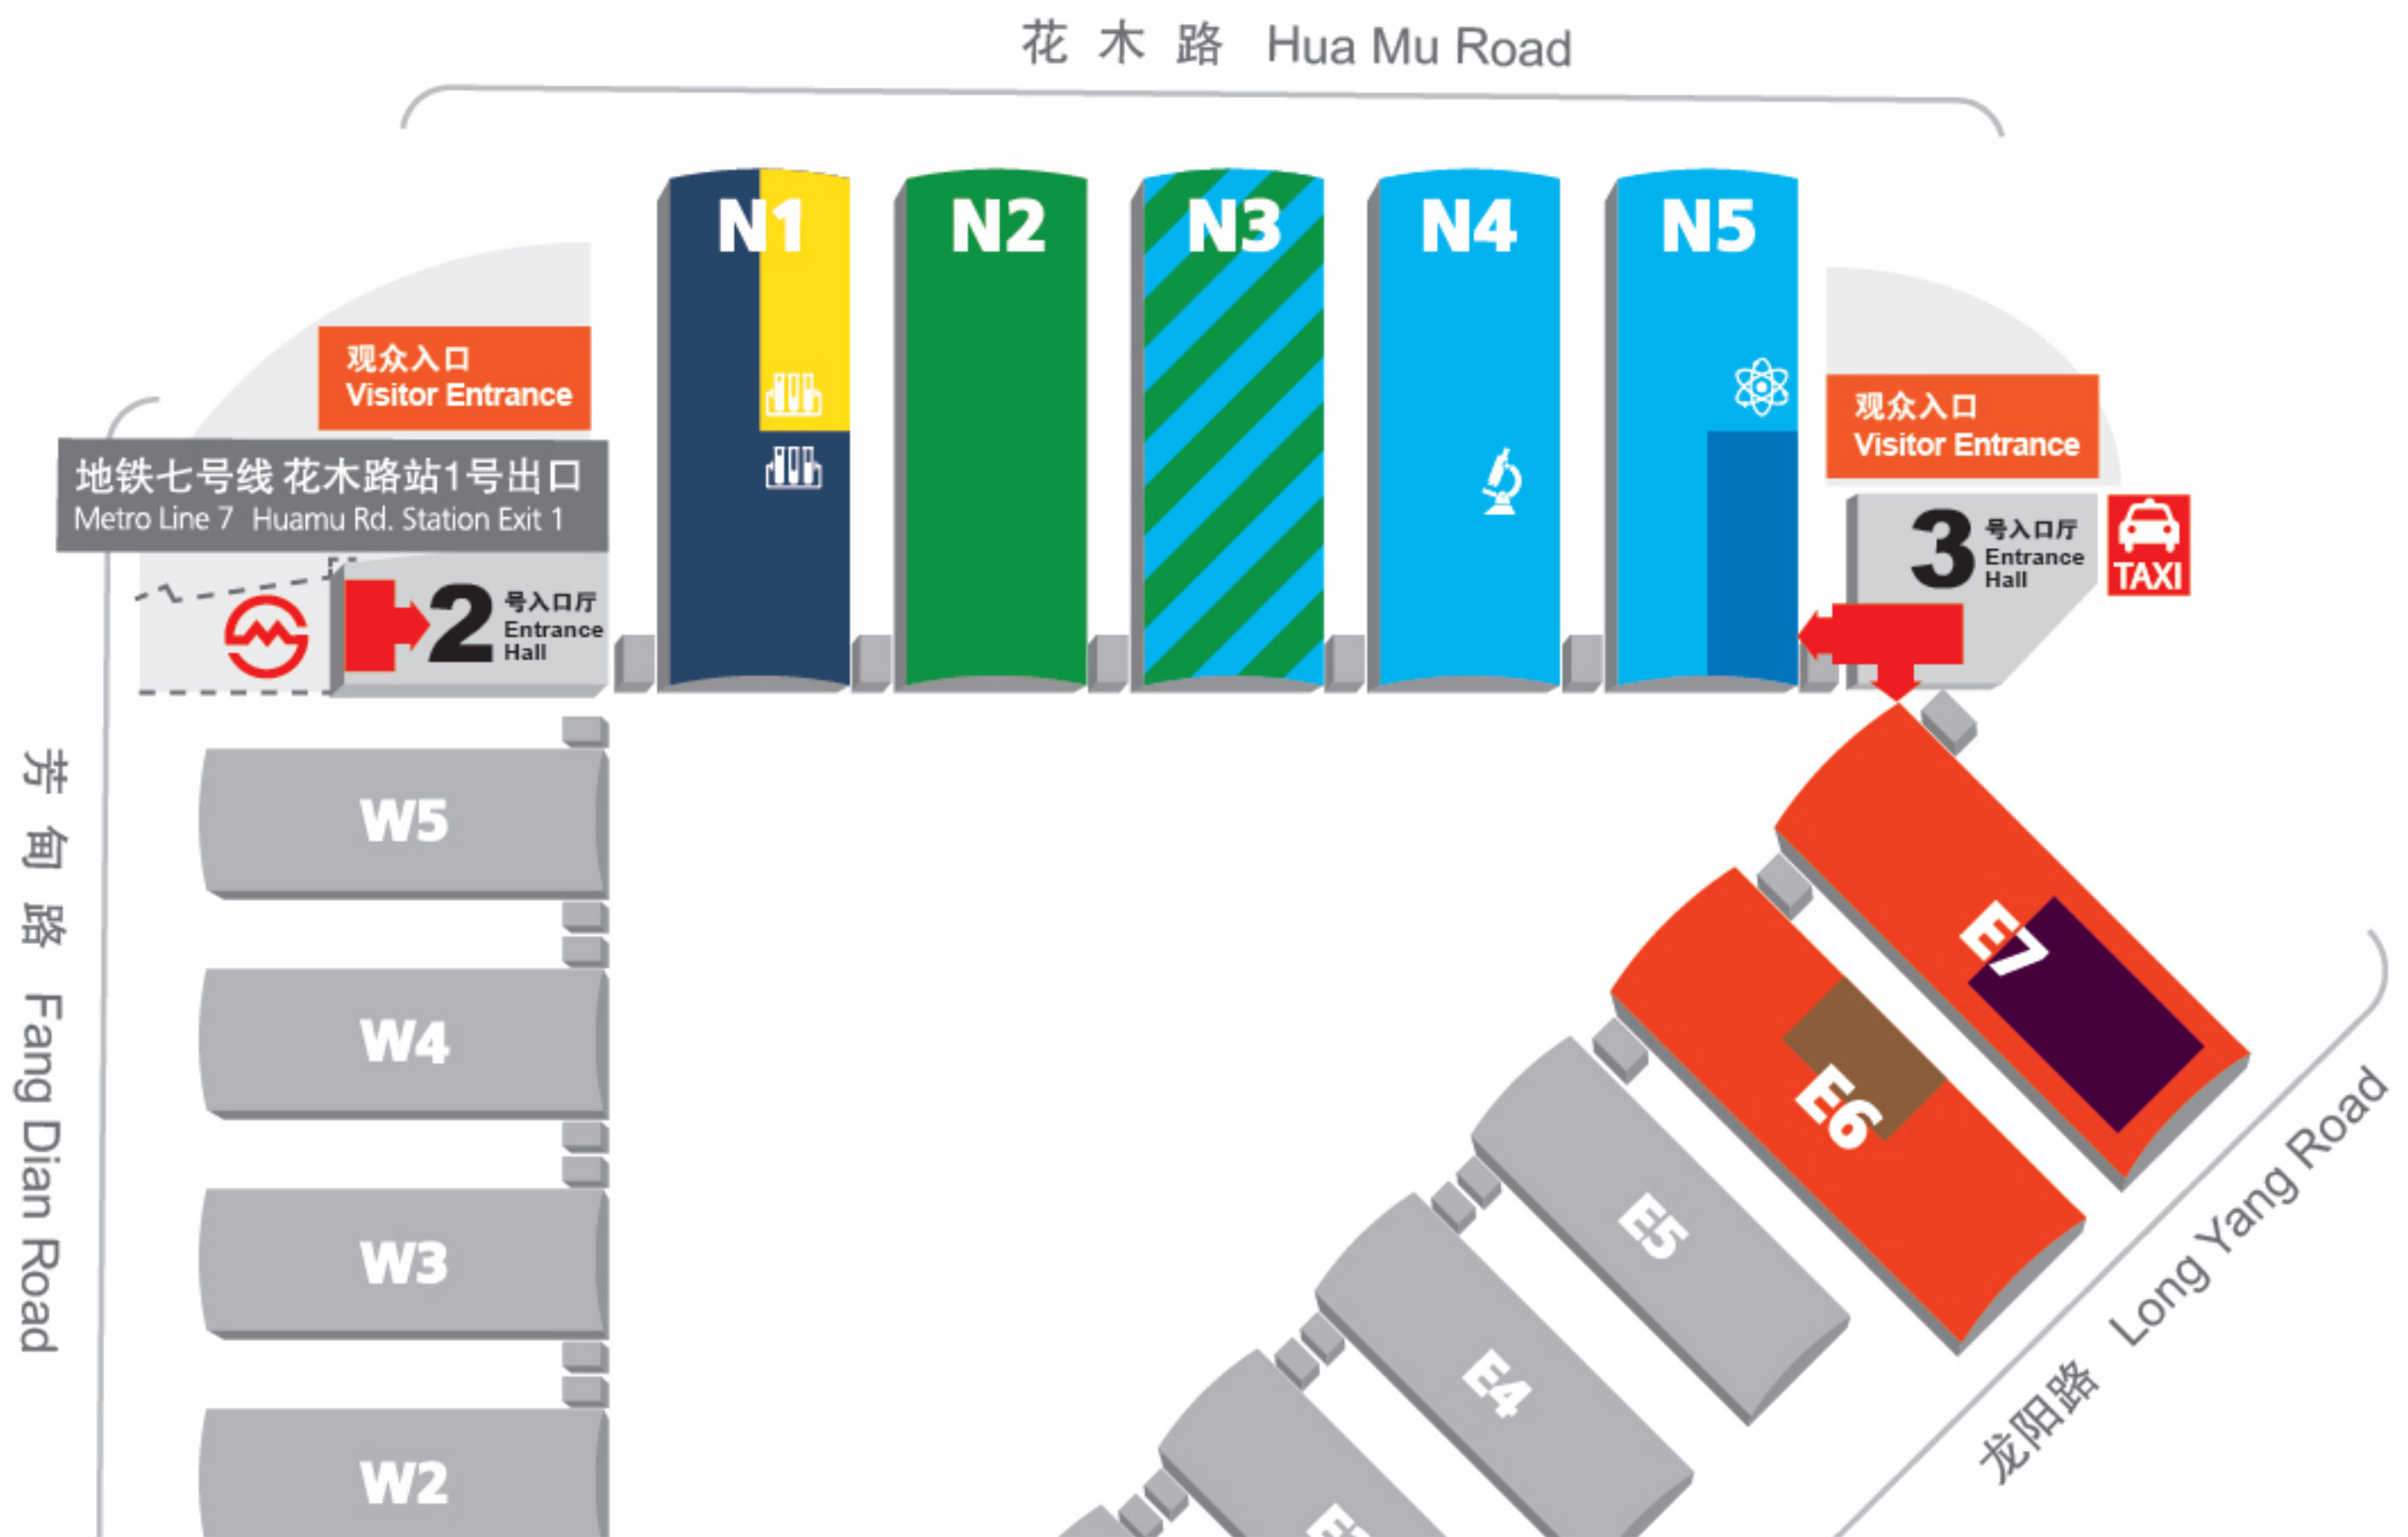 花 木 路 Hua Mu Road
N1
N2
N3
N4
N5
观众入口
Visitor Entrance
观众入口
Visitor Entrance
地铁七号线 花木路站1号出口
Metro Line 7 Huamu Rd. Station Exit 1
2 号入口厅
Entrance
Hall
3 号入口厅
Entrance
Hall
TAXI
芳 甸 路 Fang Dian Road
W5
W4
W3
W2
E7
E6
E5
E4
龙阳路 Long Yang Road